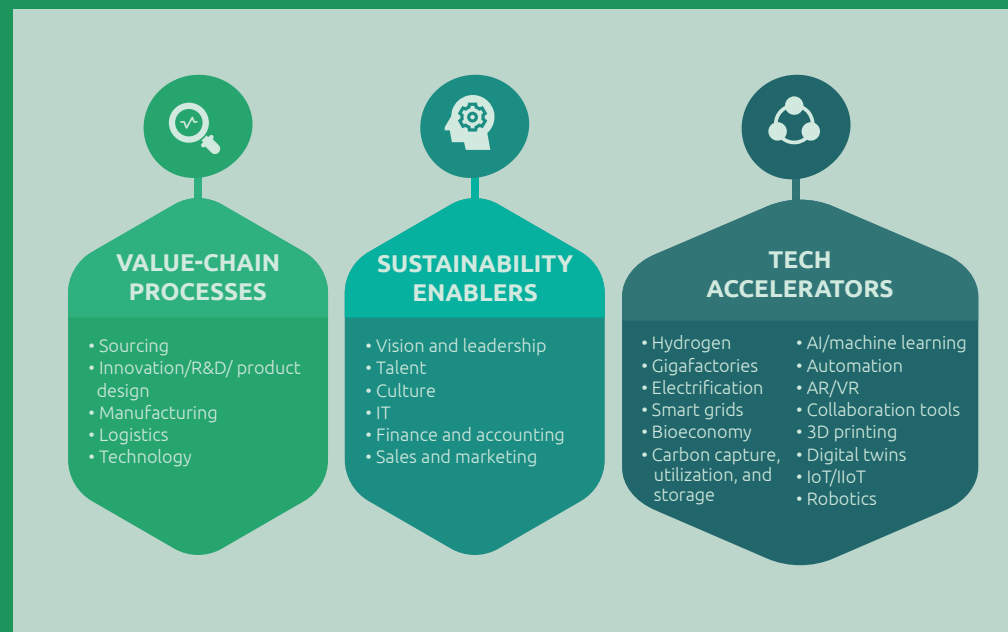 VALUE-CHAIN
PROCESSES
• Sourcing
• Innovation/R&D/ product
design
• Manufacturing
• Logistics
• Technology
SUSTAINABILITY
ENABLERS
• Vision and leadership
• Talent
• Culture
• IT
• Finance and accounting
• Sales and marketing
TECH
ACCELERATORS
• Hydrogen
• Gigafactories
• Electrification
• Smart grids
• Bioeconomy
• Carbon capture,
utilization, and
storage
• AI/machine learning
• Automation
• AR/VR
• Collaboration tools
• 3D printing
• Digital twins
• IoT/IIoT
• Robotics